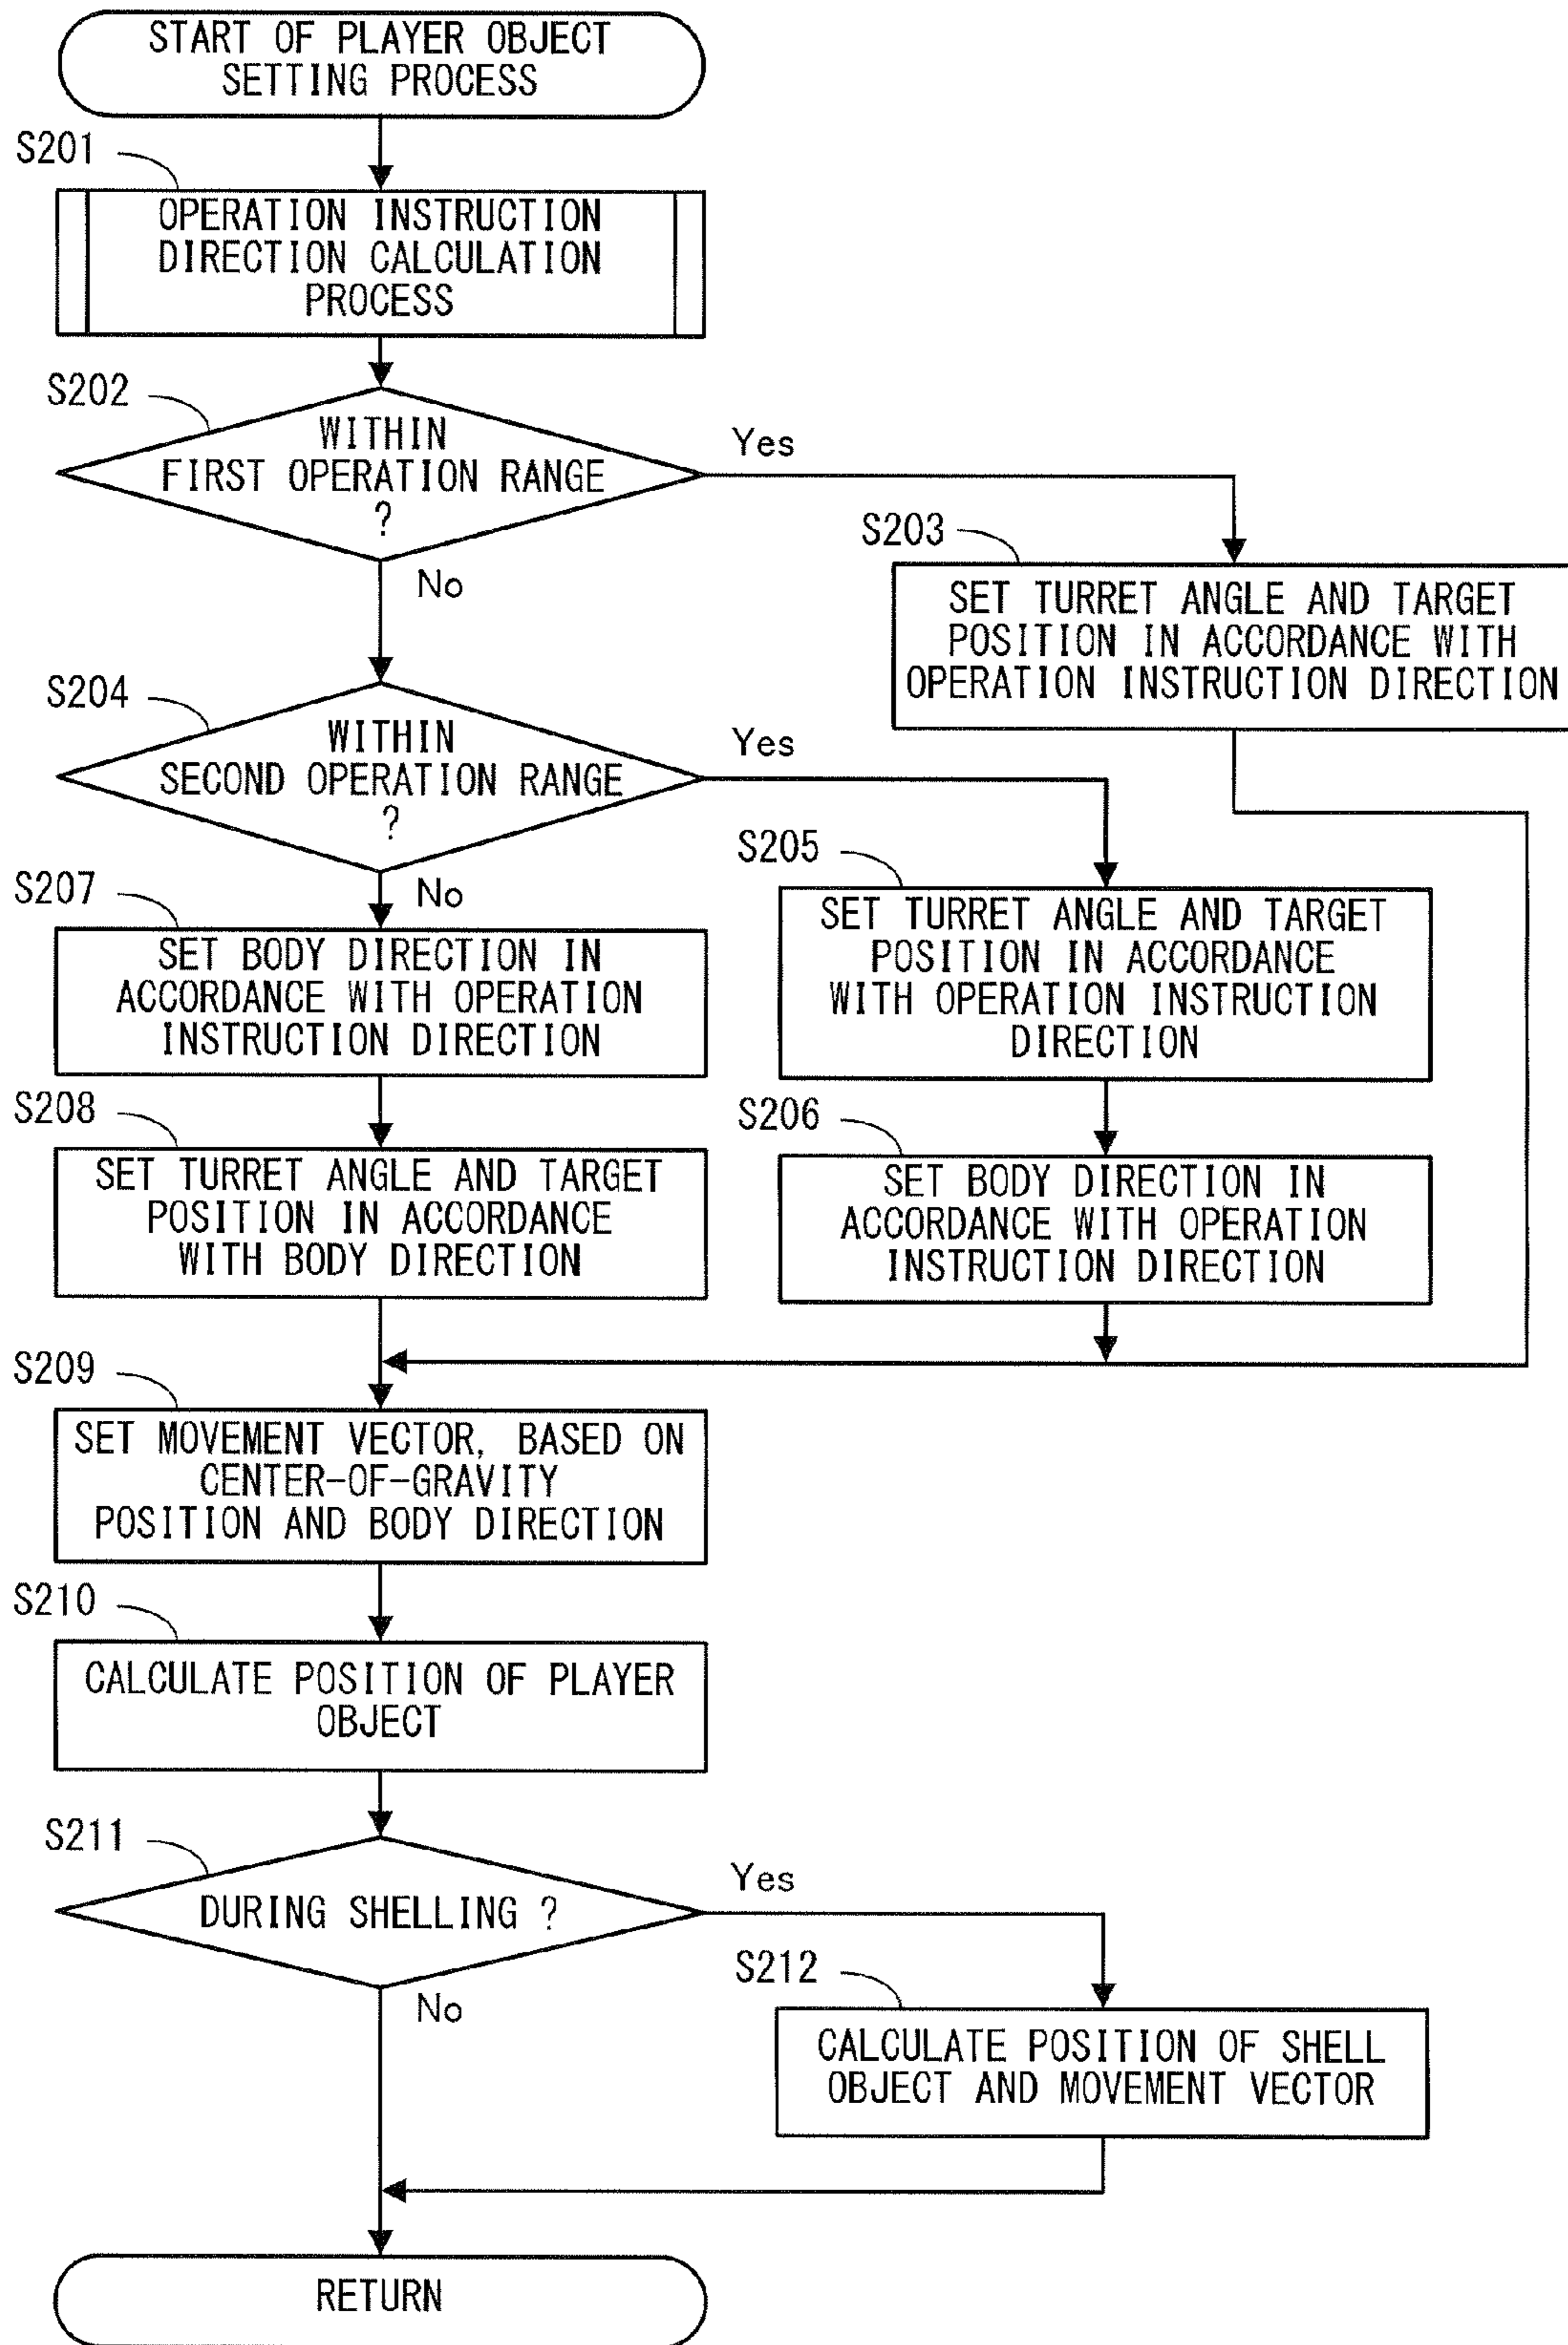 START OF PLAYER OBJECT
SETTING PROCESS
S201
OPERATION INSTRUCTION
DIRECTION CALCULATION
PROCESS
S202
WITHIN
FIRST OPERATION RANGE
?
Yes
No
S203
SET TURRET ANGLE AND TARGET
POSITION IN ACCORDANCE WITH
OPERATION INSTRUCTION DIRECTION
S204
WITHIN
SECOND OPERATION RANGE
?
Yes
No
S205
SET TURRET ANGLE AND TARGET
POSITION IN ACCORDANCE
WITH OPERATION INSTRUCTION
DIRECTION
S206
SET BODY DIRECTION IN
ACCORDANCE WITH OPERATION
INSTRUCTION DIRECTION
S207
SET BODY DIRECTION IN
ACCORDANCE WITH OPERATION
INSTRUCTION DIRECTION
S208
SET TURRET ANGLE AND TARGET
POSITION IN ACCORDANCE
WITH BODY DIRECTION
S209
SET MOVEMENT VECTOR, BASED ON
CENTER-OF-GRAVITY
POSITION AND BODY DIRECTION
S210
CALCULATE POSITION OF PLAYER
OBJECT
S211
DURING SHELLING ?
Yes
No
S212
CALCULATE POSITION OF SHELL
OBJECT AND MOVEMENT VECTOR
RETURN